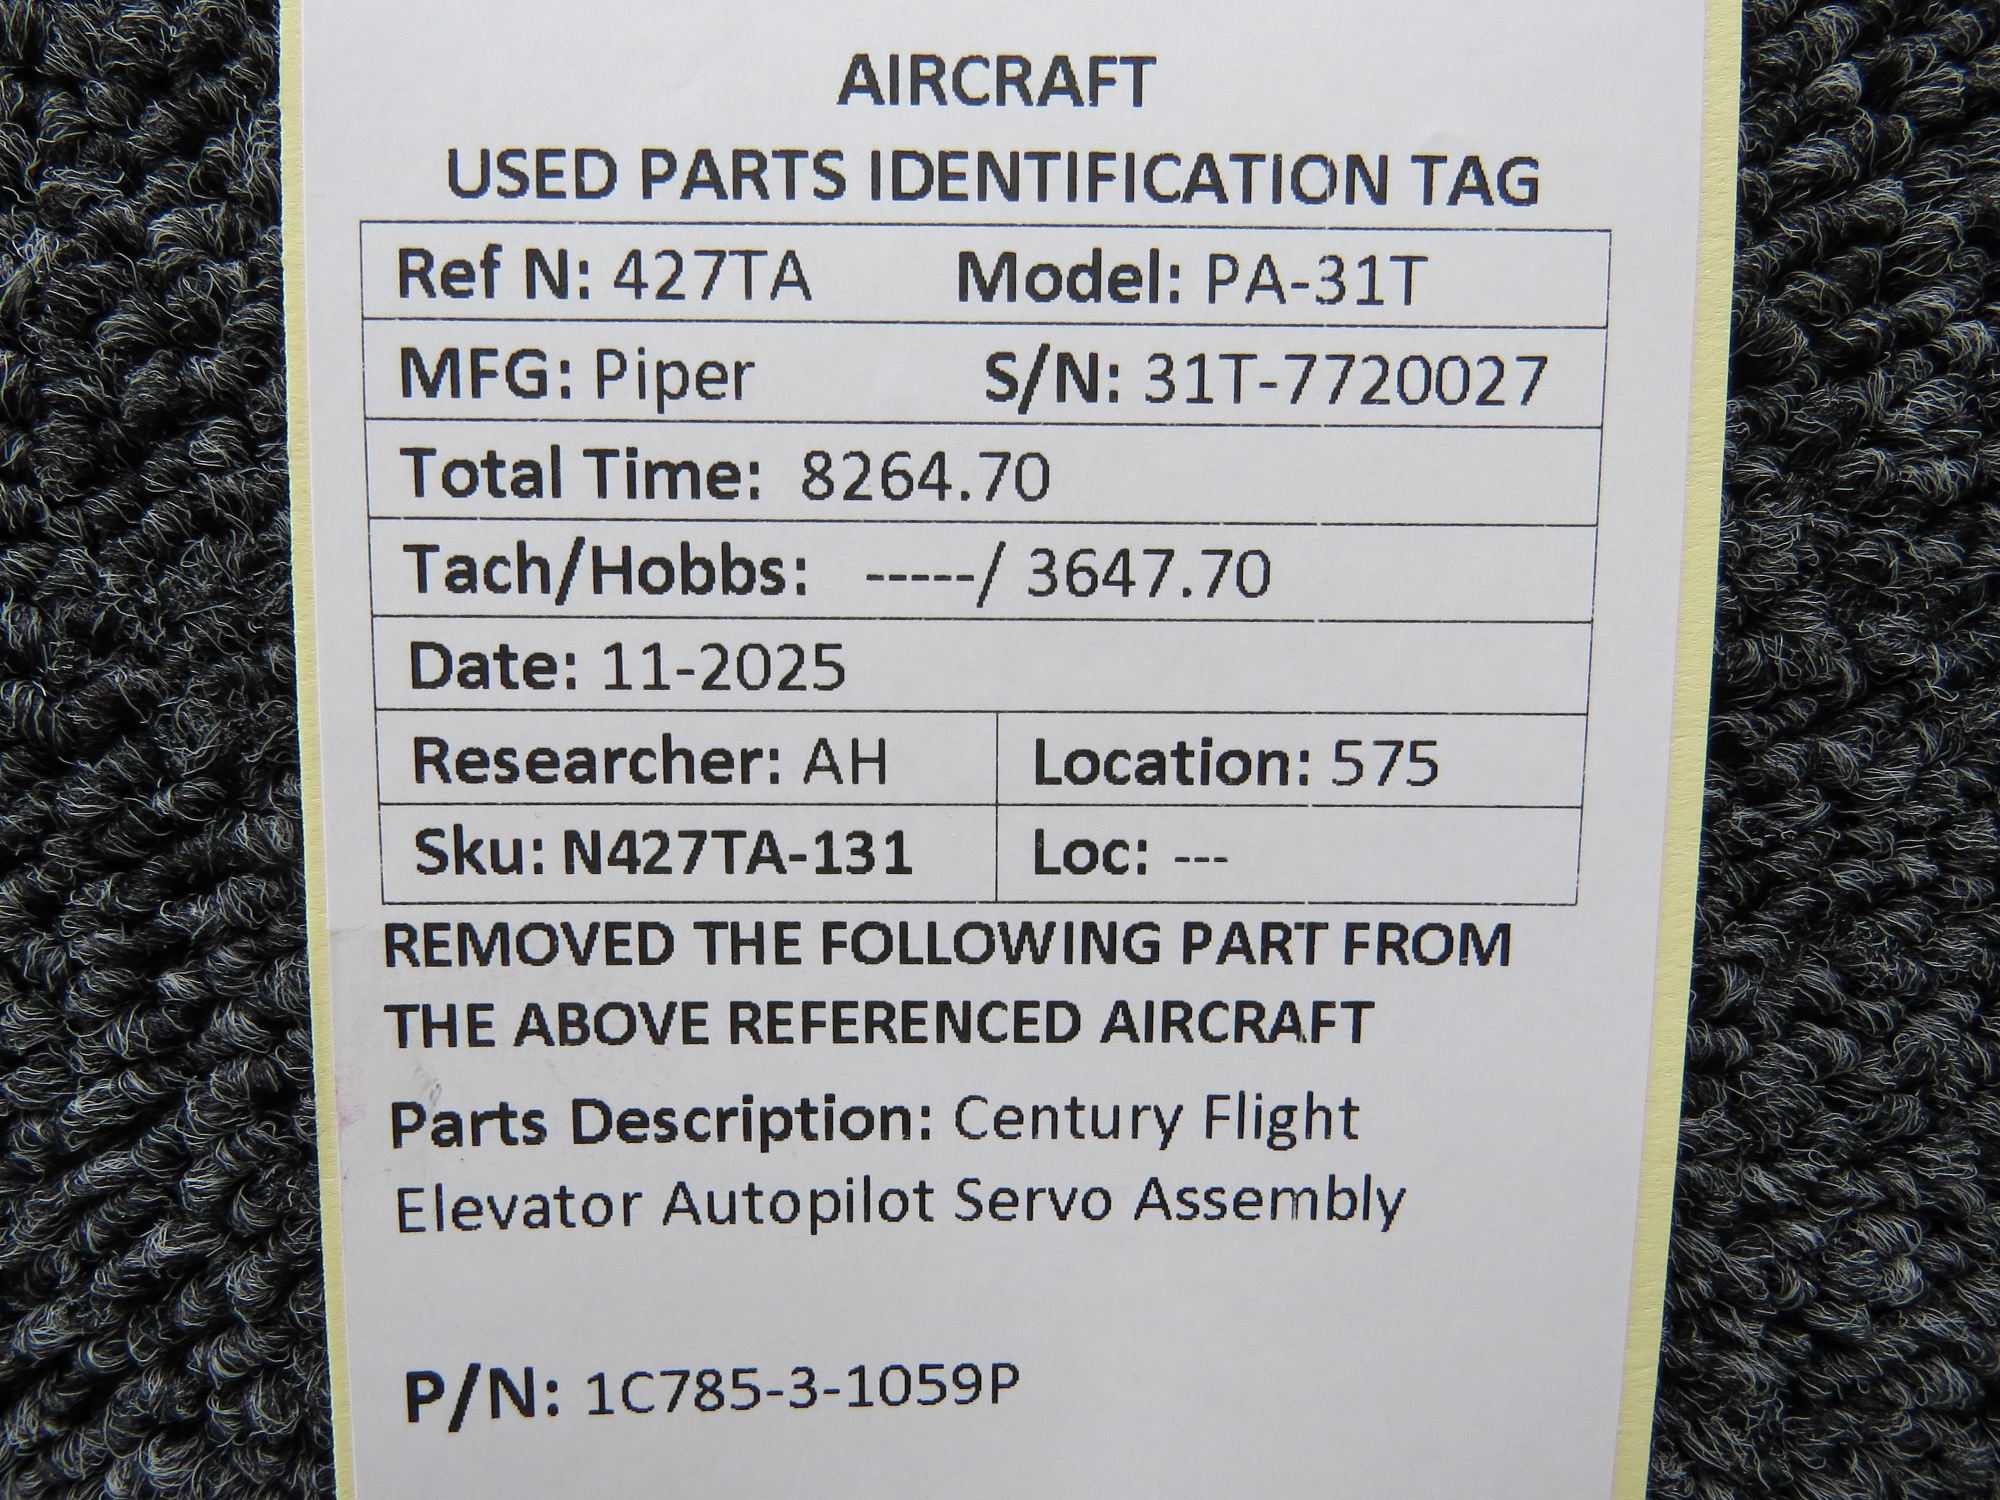 AIRCRAFT
USED PARTS IDENTIFICATION TAG
Ref N: 427TA Model: PA-31T
MFG: Piper S/N: 31T-7720027
Total Time: 8264.70
Tach/Hobbs: -----/ 3647.70
Date: 11-2025
Researcher: AH Location: 575
Sku: N427TA-131 Loc: ---
REMOVED THE FOLLOWING PART FROM
THE ABOVE REFERENCED AIRCRAFT
Parts Description: Century Flight
Elevator Autopilot Servo Assembly
P/N: 1C785-3-1059P